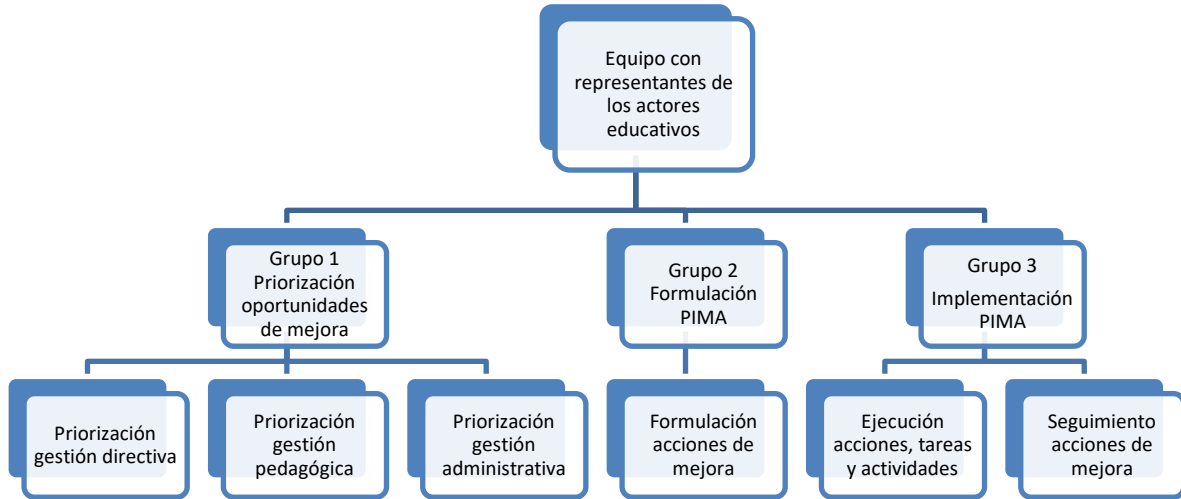 Equipo con
representantes de
los actores
educativos
Grupo 1
Priorización
oportunidades
de mejora
Grupo 2
Formulación
PIMA
Grupo 3
Implementación
PIMA
Priorización
gestión directiva
Priorización
gestión
pedagógica
Priorización
gestión
administrativa
Formulación
acciones de
mejora
Ejecución
acciones, tareas
y actividades
Seguimiento
acciones de
mejora